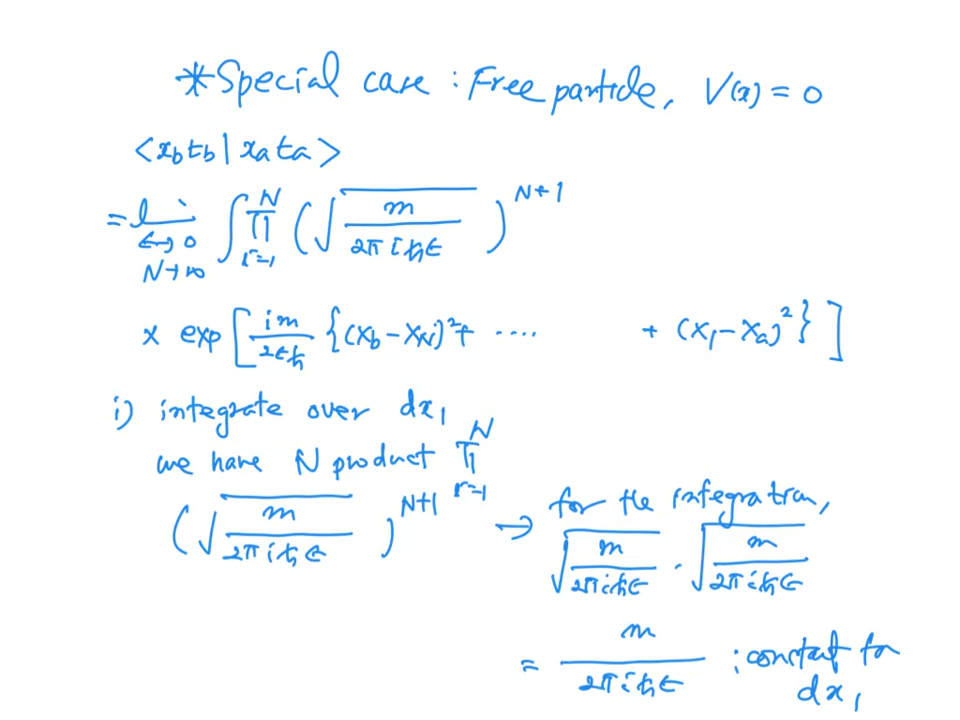 *Special case : Free particle, V(x) = 0
<x_b t_b | x_a t_a>
= lim_{ε→0, N→∞} ∫ ∏_{r=1}^{N} ( √(m / 2πiħε) )^{N+1}
× exp [ im/2εħ { (x_b - x_N)² + .... + (x_1 - x_a)² } ]
i) integrate over dx_1
we have N product ∏_{r=1}^{N}
( √(m / 2πiħε) )^{N+1} → for the integration,
√(m / 2πiħε) · √(m / 2πiħε)
= m / 2πiħε : constant for
dx_1